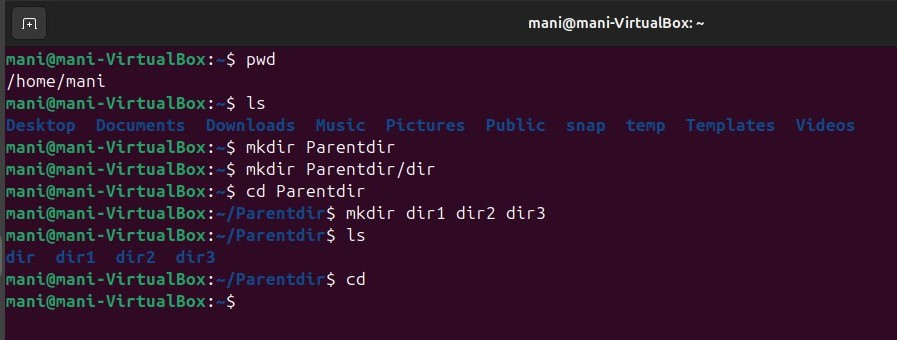 mani@mani-VirtualBox: ~
mani@mani-VirtualBox:~$ pwd
/home/mani
mani@mani-VirtualBox:~$ ls
Desktop  Documents  Downloads  Music  Pictures  Public  snap  temp  Templates  Videos
mani@mani-VirtualBox:~$ mkdir Parentdir
mani@mani-VirtualBox:~$ mkdir Parentdir/dir
mani@mani-VirtualBox:~$ cd Parentdir
mani@mani-VirtualBox:~/Parentdir$ mkdir dir1 dir2 dir3
mani@mani-VirtualBox:~/Parentdir$ ls
dir  dir1  dir2  dir3
mani@mani-VirtualBox:~/Parentdir$ cd
mani@mani-VirtualBox:~$